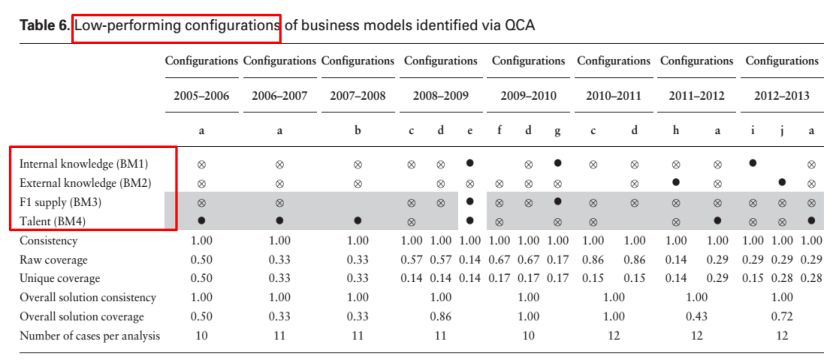 Table 6. Low-performing configurations of business models identified via QCA
Configurations Configurations Configurations Configurations Configurations Configurations Configurations Configurations
2005–2006 2006–2007 2007–2008 2008–2009 2009–2010 2010–2011 2011–2012 2012–2013
a a b c d e f d g c d h a i j a
Internal knowledge (BM1) ⊗ ⊗ ⊗ ⊗ ⊗ ● ⊗ ● ⊗ ⊗ ⊗ ⊗ ● ⊗
External knowledge (BM2) ⊗ ⊗ ⊗ ⊗ ⊗ ⊗ ⊗ ⊗ ⊗ ● ⊗ ● ⊗
F1 supply (BM3) ⊗ ⊗ ⊗ ⊗ ● ⊗ ⊗ ● ⊗ ⊗ ⊗ ⊗ ⊗ ⊗ ⊗
Talent (BM4) ● ● ● ⊗ ● ⊗ ⊗ ⊗ ⊗ ● ⊗ ⊗ ●
Consistency 1.00 1.00 1.00 1.00 1.00 1.00 1.00 1.00 1.00 1.00 1.00 1.00 1.00 1.00 1.00 1.00
Raw coverage 0.50 0.33 0.33 0.57 0.57 0.14 0.67 0.67 0.17 0.86 0.86 0.14 0.29 0.29 0.29 0.29
Unique coverage 0.50 0.33 0.33 0.14 0.14 0.14 0.17 0.17 0.17 0.15 0.15 0.14 0.29 0.15 0.28 0.28
Overall solution consistency 1.00 1.00 1.00 1.00 1.00 1.00 1.00 1.00
Overall solution coverage 0.50 0.33 0.33 0.86 1.00 1.00 0.43 0.72
Number of cases per analysis 10 11 11 11 10 12 12 12